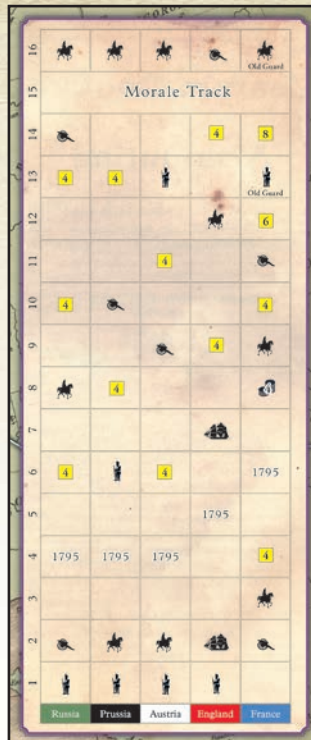 16
Old Guard
15 Morale Track
14 4 8
13 4 4
Old Guard
12 6
11 4
10 4 4
9 4
8 4
7
6 4 4 1795
5 1795
4 1795 1795 1795 4
3
2
1
Russia Prussia Austria England France